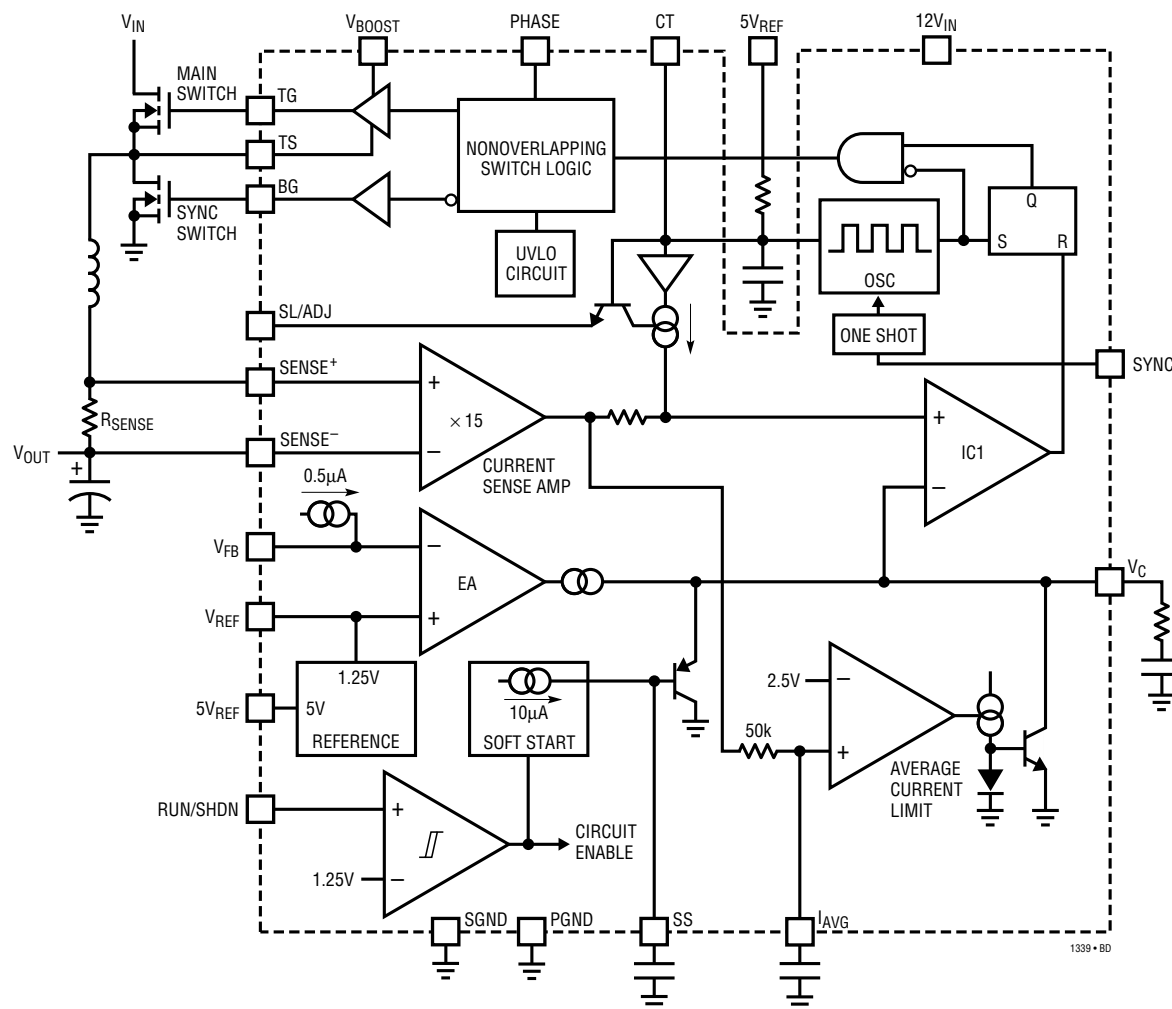 VIN
VBOOST
PHASE
CT
5VREF
12VIN
MAIN
SWITCH
TG
TS
BG
SYNC
SWITCH
NONOVERLAPPING
SWITCH LOGIC
UVLO
CIRCUIT
Q
S
R
OSC
ONE SHOT
SYNC
SL/ADJ
SENSE+
+
× 15
–
RSENSE
VOUT
+
SENSE–
CURRENT
SENSE AMP
+
IC1
–
0.5µA
VFB
–
EA
VREF
+
VC
1.25V
5VREF
5V
REFERENCE
10µA
SOFT START
2.5V
–
50k
+
AVERAGE
CURRENT
LIMIT
RUN/SHDN
+
1.25V
–
CIRCUIT
ENABLE
SGND
PGND
SS
IAVG
1339 • BD